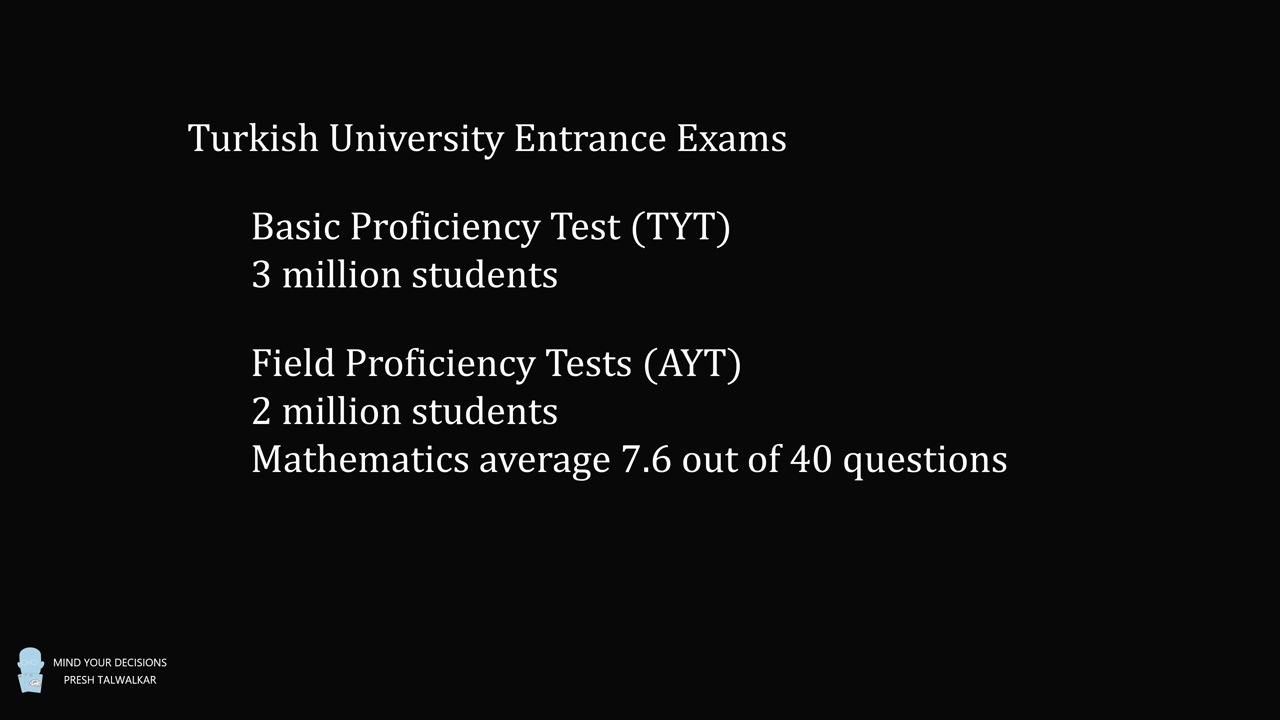 Turkish University Entrance Exams
Basic Proficiency Test (TYT)
3 million students
Field Proficiency Tests (AYT)
2 million students
Mathematics average 7.6 out of 40 questions
MIND YOUR DECISIONS
PRESH TALWALKAR